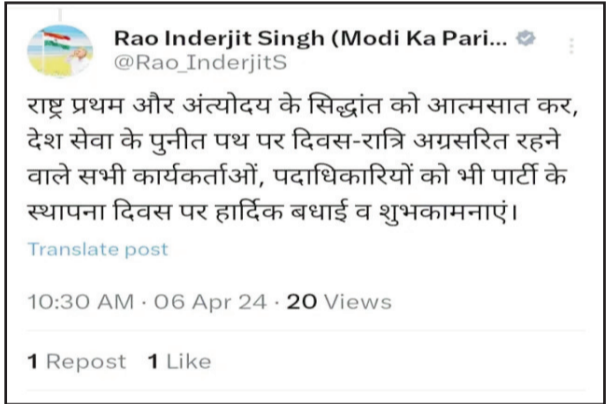 Rao Inderjit Singh (Modi Ka Pari...
@Rao_InderjitS
राष्ट्र प्रथम और अंत्योदय के सिद्धांत को आत्मसात कर,
देश सेवा के पुनीत पथ पर दिवस-रात्रि अग्रसरित रहने
वाले सभी कार्यकर्ताओं, पदाधिकारियों को भी पार्टी के
स्थापना दिवस पर हार्दिक बधाई व शुभकामनाएं।
Translate post
10:30 AM · 06 Apr 24 · 20 Views
1 Repost 1 Like